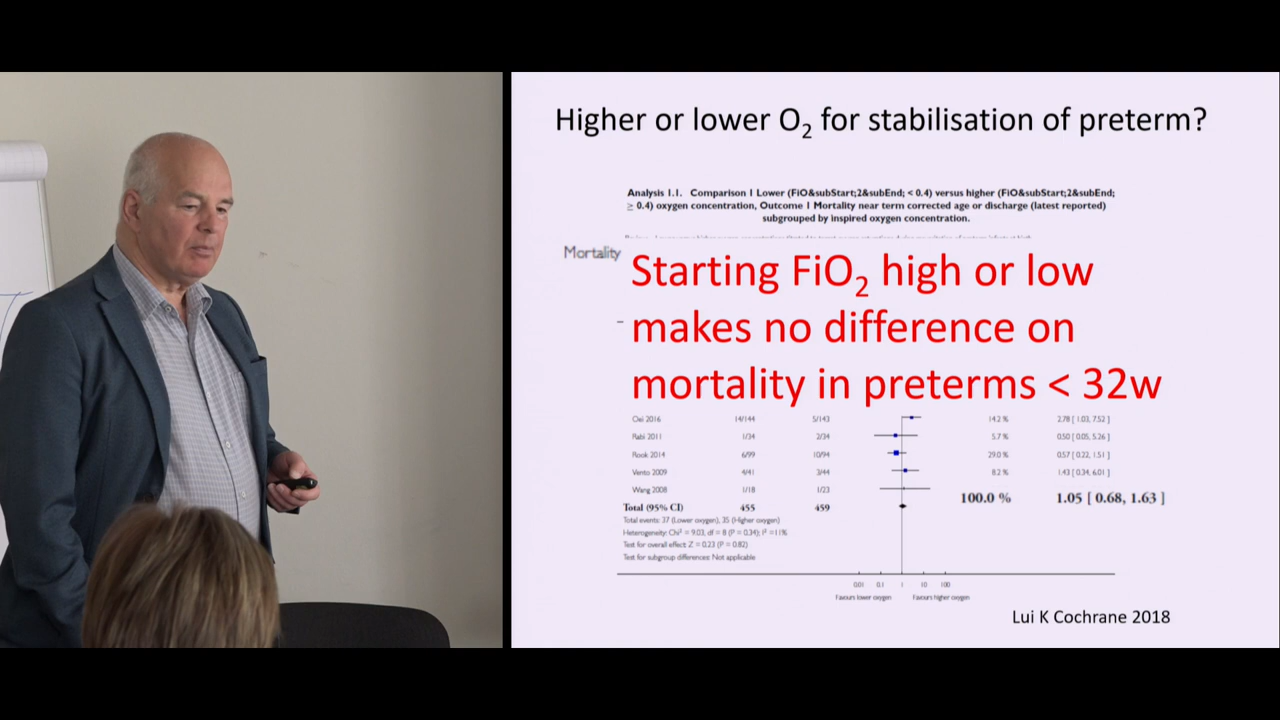 Higher or lower O2 for stabilisation of preterm?
Analysis 1.1. Comparison 1 Lower (FiO&subStart;2&subEnd; < 0.4) versus higher (FiO&subStart;2&subEnd;
≥ 0.4) oxygen concentration, Outcome 1 Mortality near term corrected age or discharge (latest reported)
subgrouped by inspired oxygen concentration.
Mortality
Starting FiO2 high or low
makes no difference on
mortality in preterms < 32w
Oei 2016 14/144 5/143 14.2 % 2.78 [ 1.03, 7.52 ]
Rabi 2011 1/34 2/34 5.7 % 0.50 [ 0.05, 5.26 ]
Rook 2014 6/99 10/94 29.0 % 0.57 [ 0.22, 1.51 ]
Vento 2009 4/41 3/44 8.2 % 1.43 [ 0.34, 6.01 ]
Wang 2008 1/18 1/23
Total (95% CI) 455 459 100.0 % 1.05 [ 0.68, 1.63 ]
Total events: 37 (Lower oxygen), 35 (Higher oxygen)
Heterogeneity: Chi² = 9.03, df = 8 (P = 0.34); I² =11%
Test for overall effect: Z = 0.23 (P = 0.82)
Test for subgroup differences: Not applicable
0.01 0.1 1 10 100
Favours lower oxygen Favours higher oxygen
Lui K Cochrane 2018